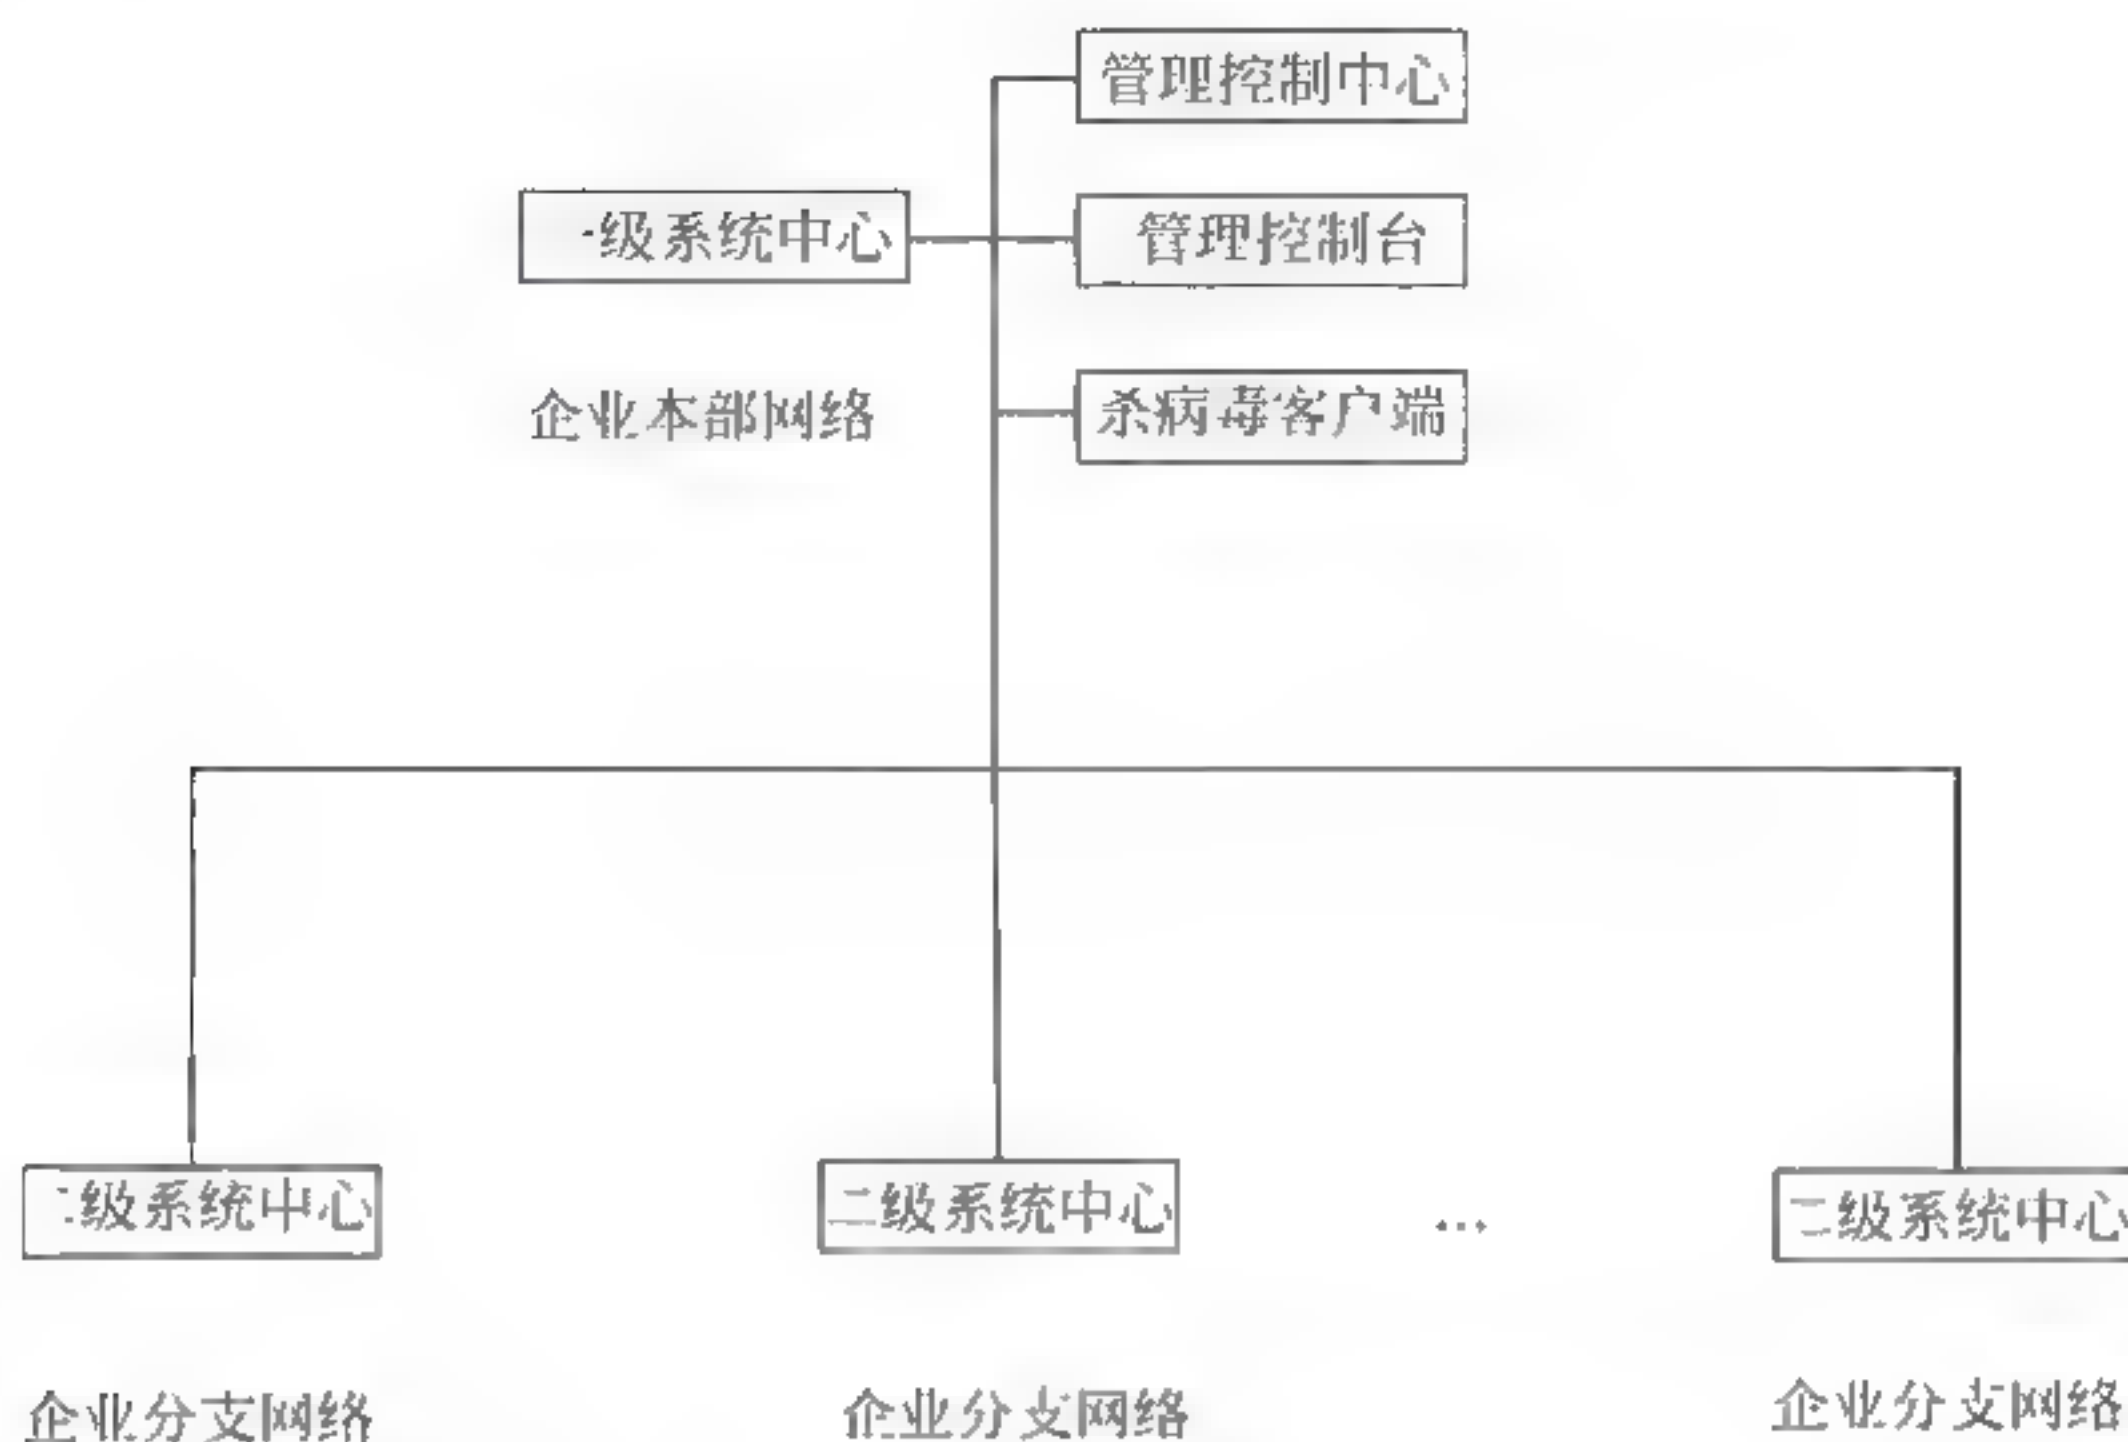 管理控制中心
一级系统中心
管理控制台
企业本部网络
杀病毒客户端
二级系统中心
二级系统中心
…
二级系统中心
企业分支网络
企业分支网络
企业分支网络